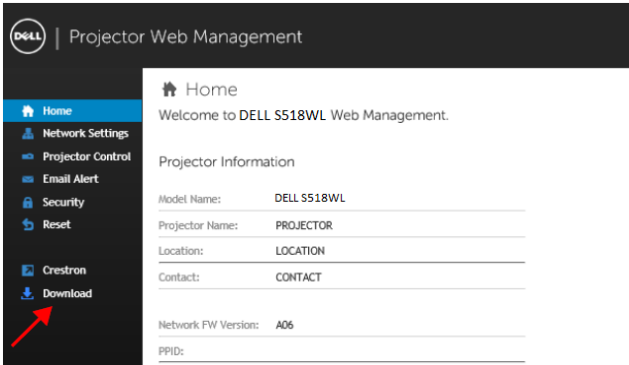 DELL | Projector Web Management
Home
Network Settings
Projector Control
Email Alert
Security
Reset
Crestron
Download
Home
Welcome to DELL S518WL Web Management.
Projector Information
Model Name: DELL S518WL
Projector Name: PROJECTOR
Location: LOCATION
Contact: CONTACT
Network FW Version: A06
PPID: